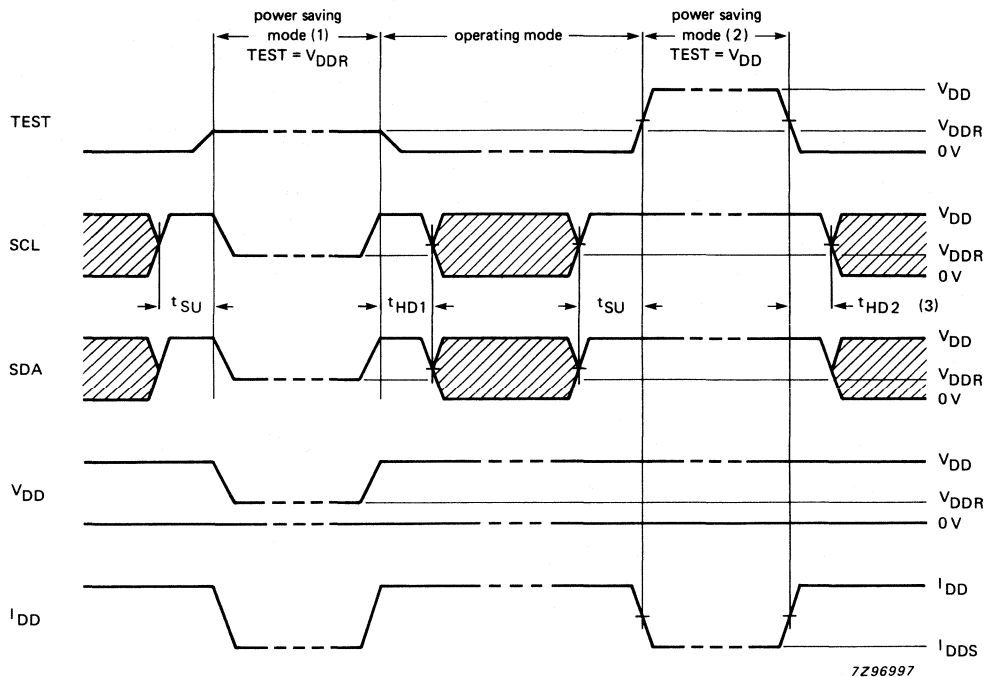 power saving
mode (1)
TEST = VDDR
operating mode
power saving
mode (2)
TEST = VDD
TEST
VDD
VDDR
0 V
SCL
VDD
VDDR
0 V
tSU
tHD1
tSU
tHD2 (3)
SDA
VDD
VDDR
0 V
VDD
VDD
VDDR
0 V
IDD
IDD
IDDS
7Z96997